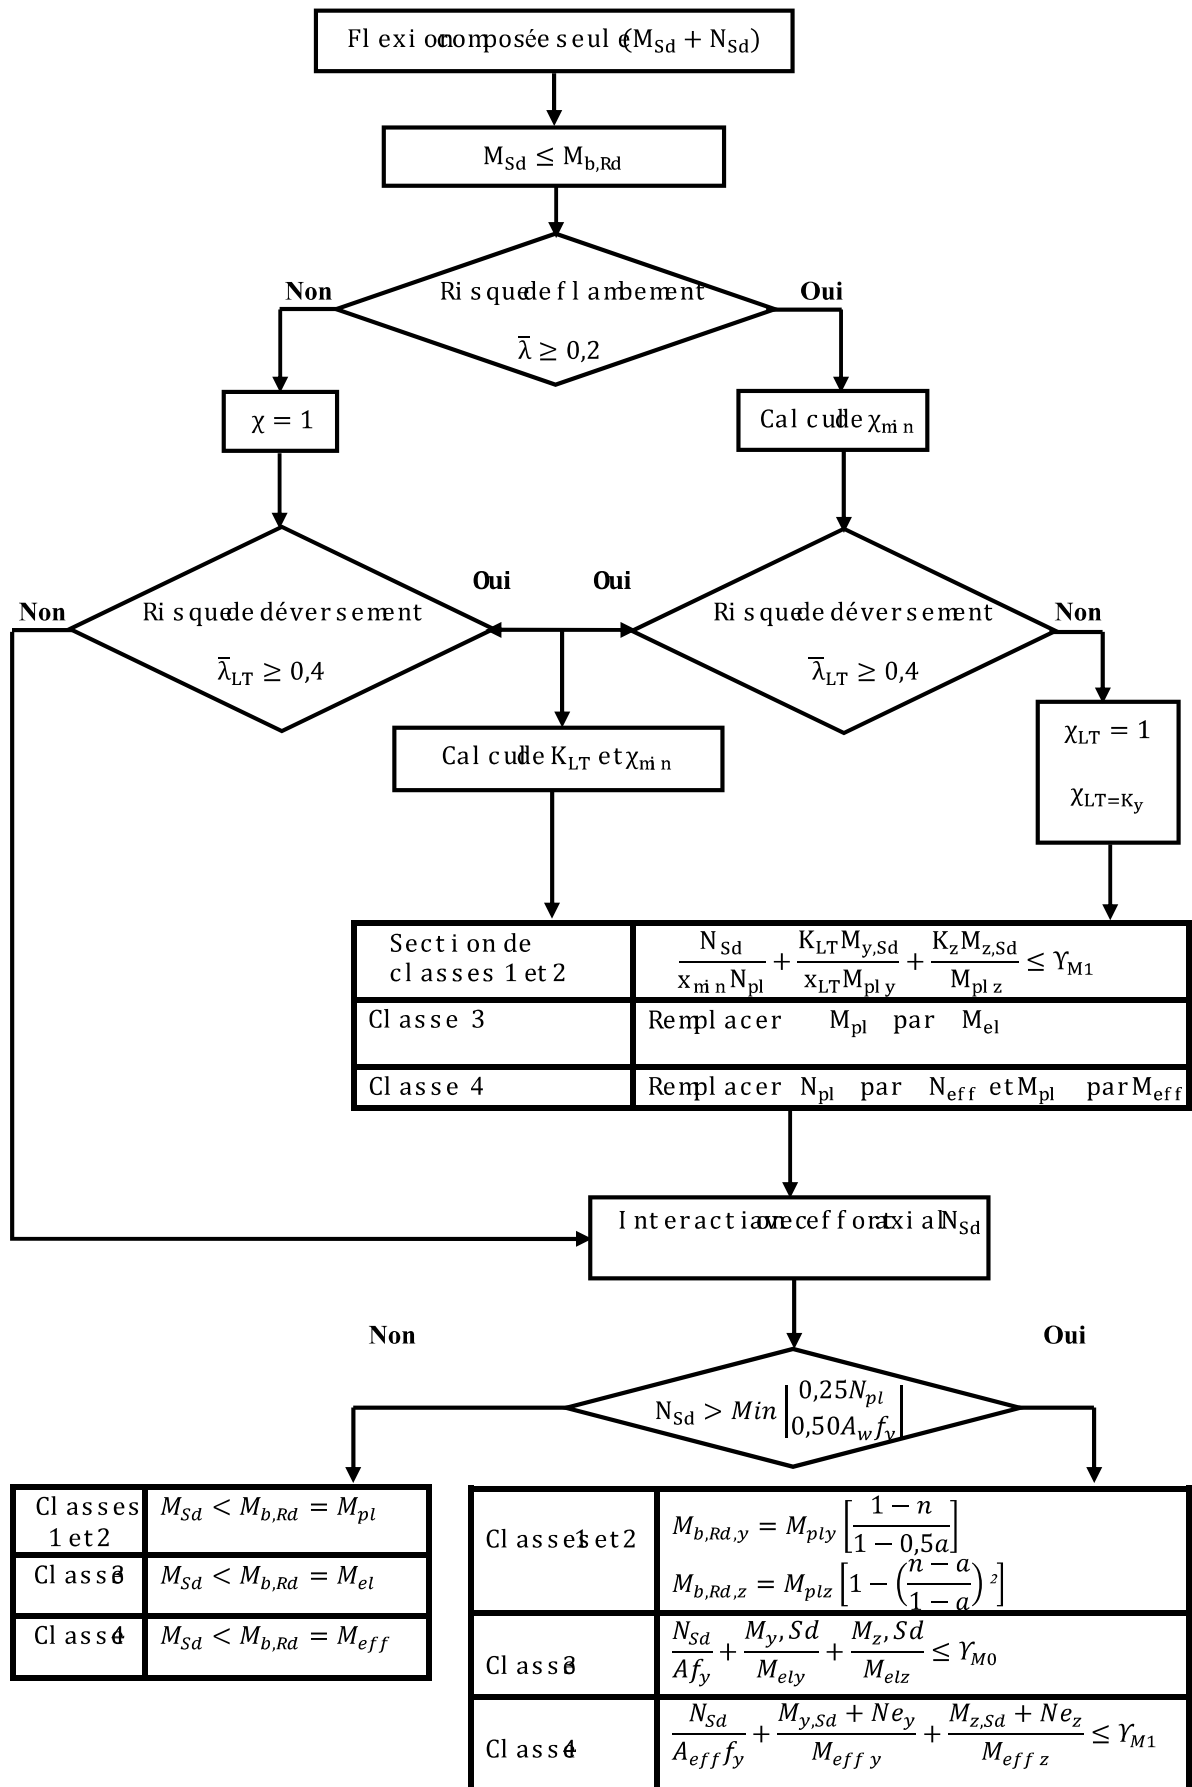 Flexion composée seule (M_Sd + N_Sd)
M_Sd ≤ M_b,Rd
Non
Oui
Risque de flambement
λ̄ ≥ 0,2
χ = 1
Calcul de χ_min
Oui
Oui
Non
Non
Risque de déversement
λ̄_LT ≥ 0,4
Risque de déversement
λ̄_LT ≥ 0,4
χ_LT = 1
χ_LT=K_y
Calcul de K_LT et χ_min
Section de
classes 1 et 2
N_Sd/(x_min N_pl) + K_LT M_y,Sd/(x_LT M_ply) + K_z M_z,Sd/M_plz ≤ ϒ_M1
Classe 3
Remplacer M_pl par M_el
Classe 4
Remplacer N_pl par N_eff et M_pl par M_eff
Interaction avec effort axial N_Sd
Non
Oui
N_Sd > Min | 0,25N_pl
0,50A_w f_y |
Classes
1 et 2
M_Sd < M_b,Rd = M_pl
Classe 3
M_Sd < M_b,Rd = M_el
Classe 4
M_Sd < M_b,Rd = M_eff
Classes 1 et 2
M_b,Rd,y = M_ply [(1 − n)/(1 − 0,5a)]
M_b,Rd,z = M_plz [1 − ((n − a)/(1 − a))²]
Classe 3
N_Sd/(Af_y) + M_y,Sd/M_ely + M_z,Sd/M_elz ≤ ϒ_M0
Classe 4
N_Sd/(A_eff f_y) + (M_y,Sd + Ne_y)/M_eff y + (M_z,Sd + Ne_z)/M_eff z ≤ ϒ_M1